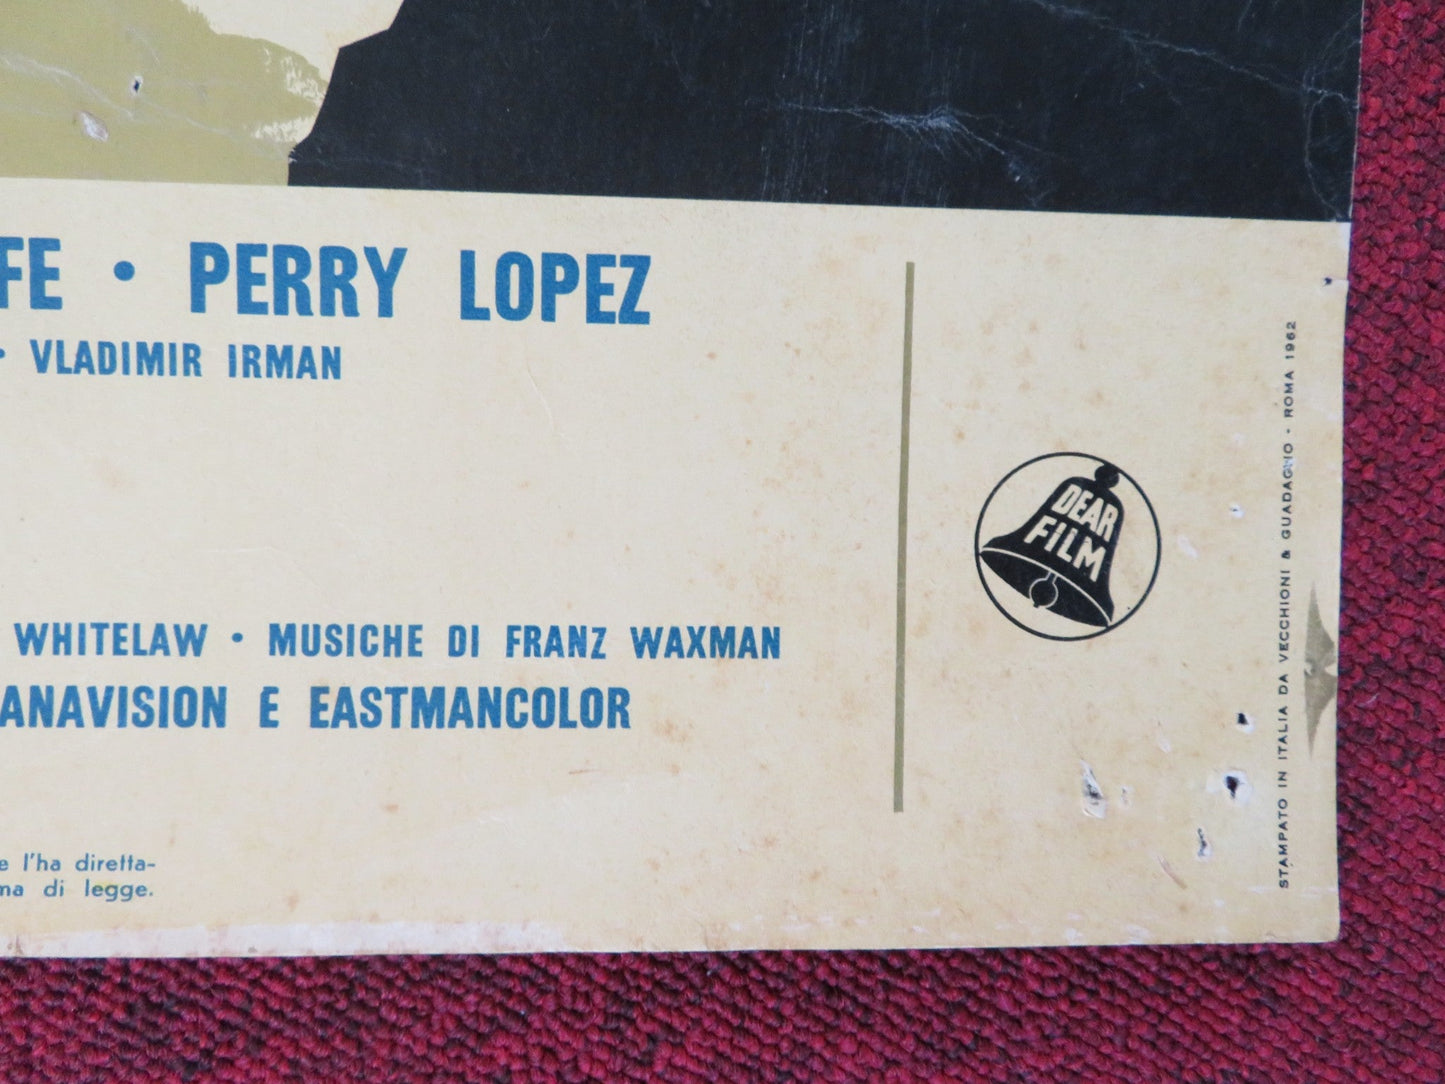 FE • PERRY LOPEZ
• VLADIMIR IRMAN
WHITELAW • MUSICHE DI FRANZ WAXMAN
ANAVISION E EASTMANCOLOR
e l'ha diretta-
ma di legge.
DEAR
FILM
STAMPATO IN ITALIA DA VECCHIONI & GUADAGNO - ROMA 1962